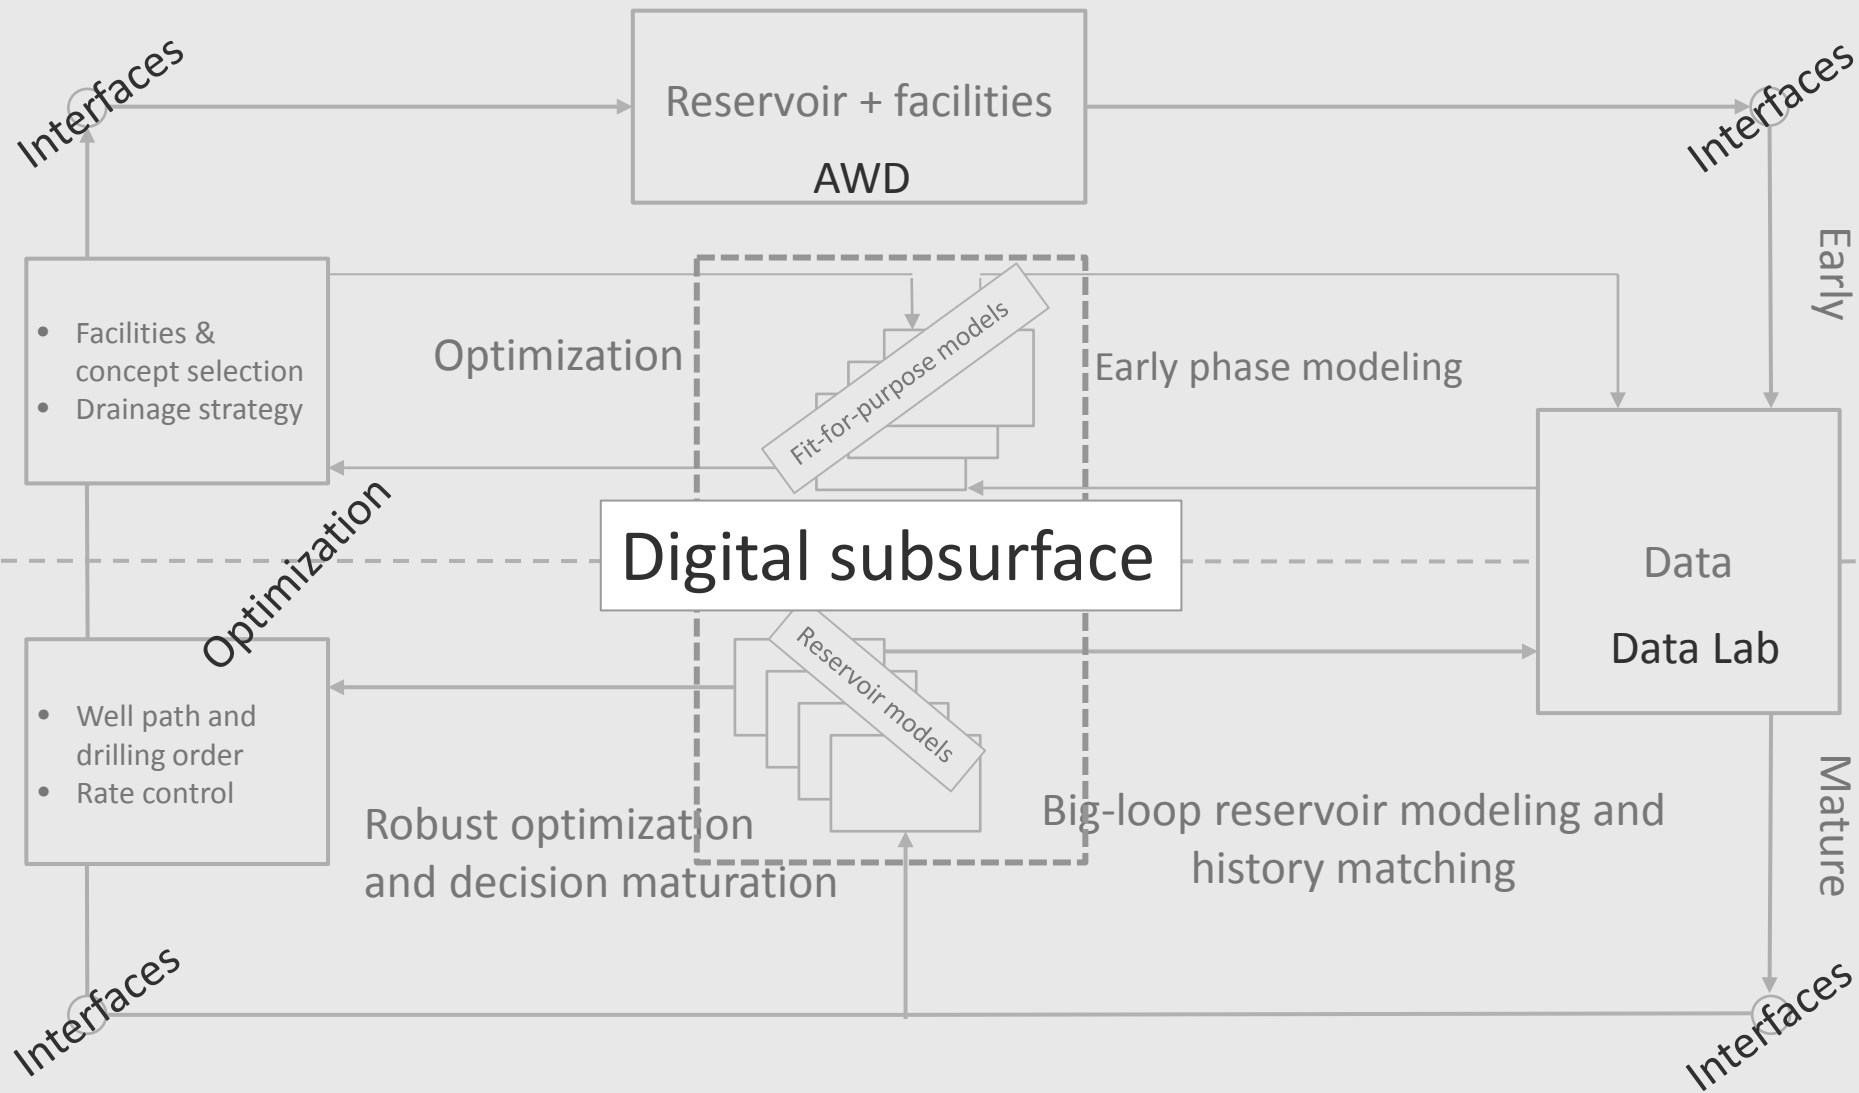 Interfaces
Reservoir + facilities
AWD
Interfaces
Early
• Facilities &
concept selection
• Drainage strategy
Optimization
Fit-for-purpose models
Early phase modeling
Optimization
Digital subsurface
Data
Data Lab
• Well path and
drilling order
• Rate control
Reservoir models
Robust optimization
and decision maturation
Big-loop reservoir modeling and
history matching
Mature
Interfaces
Interfaces